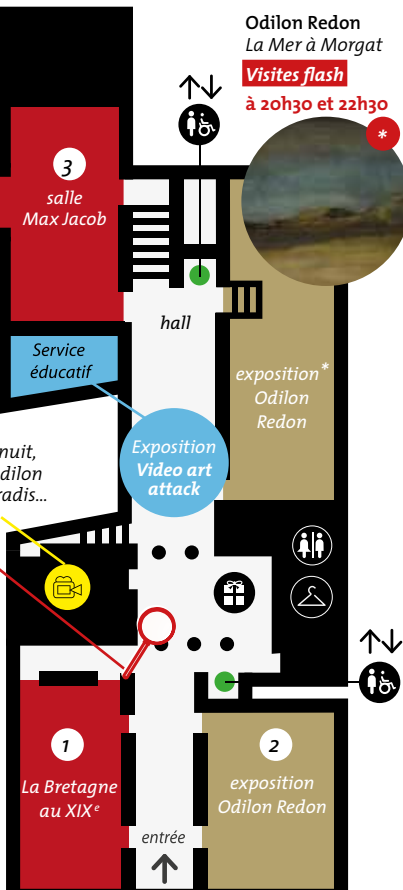 Odilon Redon
La Mer à Morgat
Visites flash
à 20h30 et 22h30
*
3
salle
Max Jacob
hall
Service
éducatif
exposition*
Odilon
Redon
Exposition
Video art
attack
nuit,
dilon
radis...
1
La Bretagne
au XIXe
2
exposition
Odilon Redon
entrée